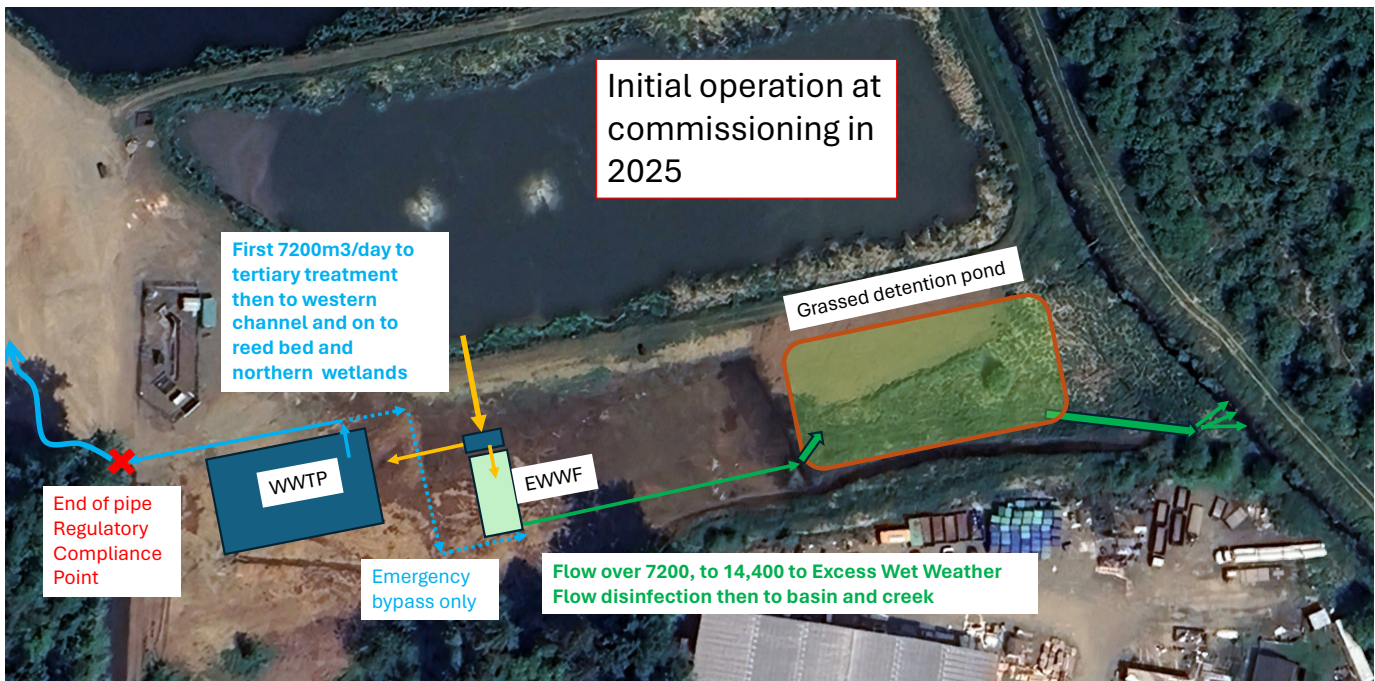 Initial operation at
commissioning in
2025
First 7200m3/day to
tertiary treatment
then to western
channel and on to
reed bed and
northern wetlands
Grassed detention pond
WWTP
EWWF
End of pipe
Regulatory
Compliance
Point
Emergency
bypass only
Flow over 7200, to 14,400 to Excess Wet Weather
Flow disinfection then to basin and creek